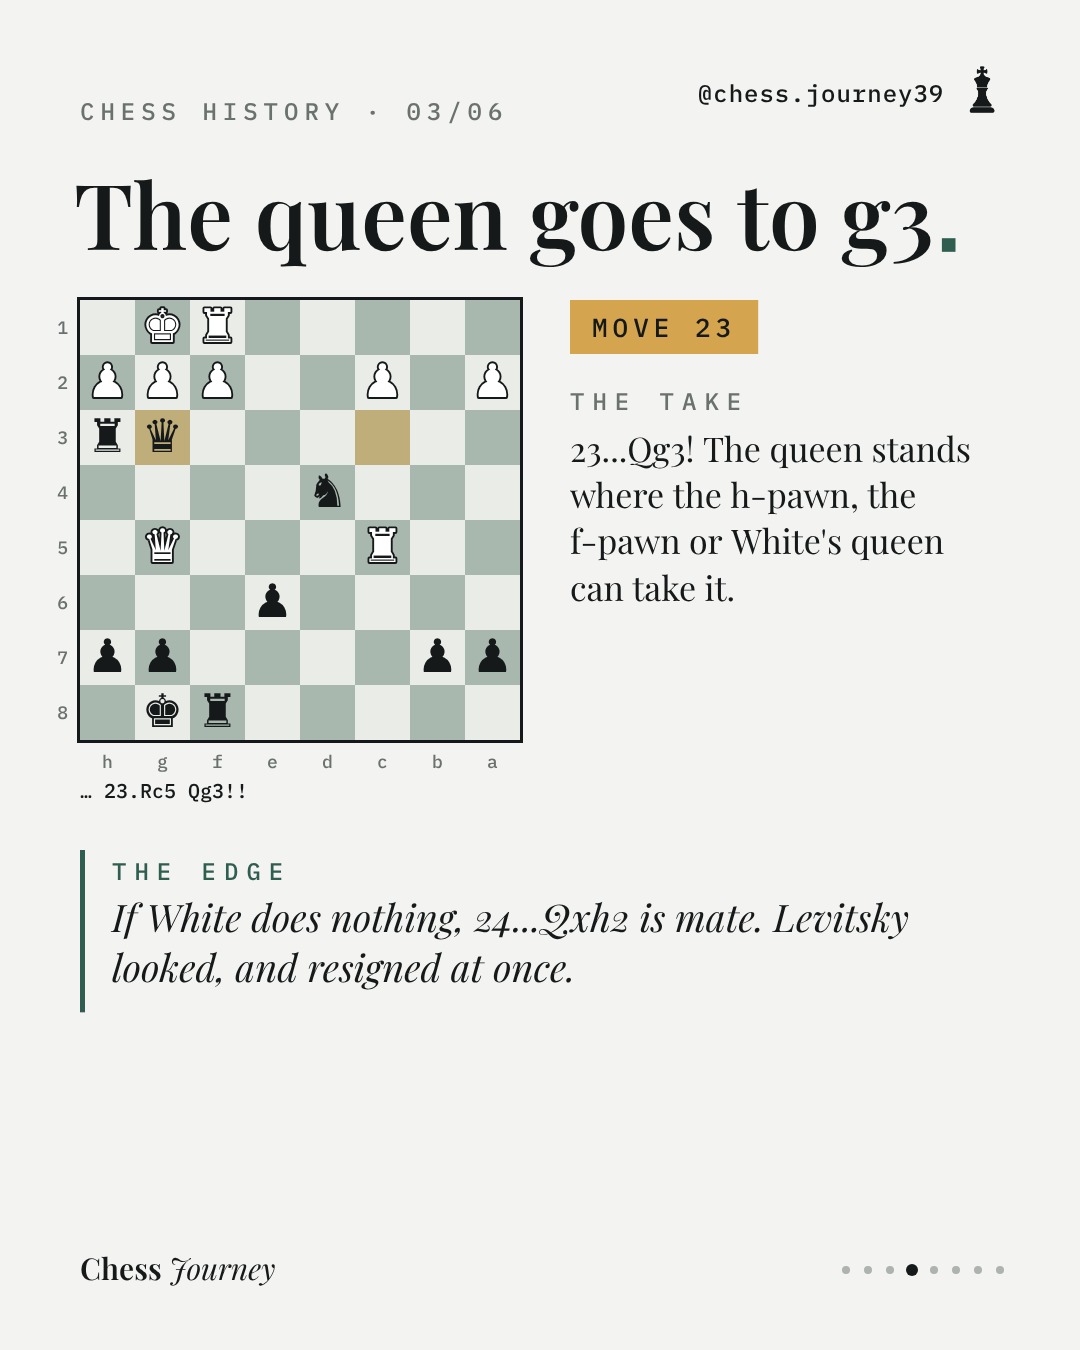 CHESS HISTORY · 03/06
@chess.journey39
The queen goes to g3.
1
2
3
4
5
6
7
8
h g f e d c b a
… 23.Rc5 Qg3!!
MOVE 23
THE TAKE
23...Qg3! The queen stands
where the h-pawn, the
f-pawn or White's queen
can take it.
THE EDGE
If White does nothing, 24...Qxh2 is mate. Levitsky
looked, and resigned at once.
Chess Journey